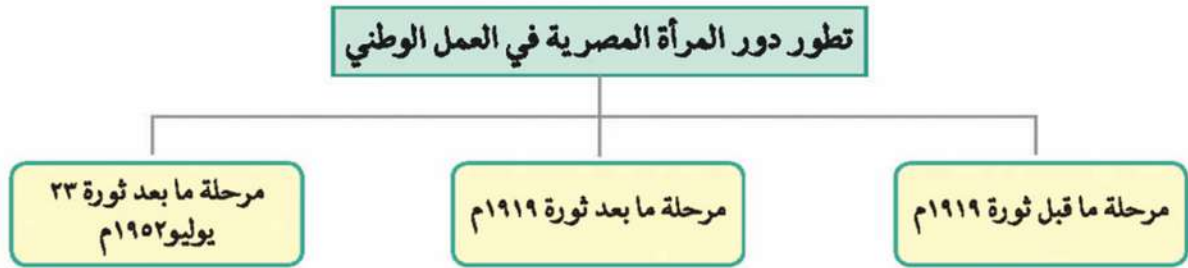 تطور دور المرأة المصرية في العمل الوطني
مرحلة ما قبل ثورة ١٩١٩م
مرحلة ما بعد ثورة ١٩١٩م
مرحلة ما بعد ثورة ٢٣
يوليو١٩٥٢م